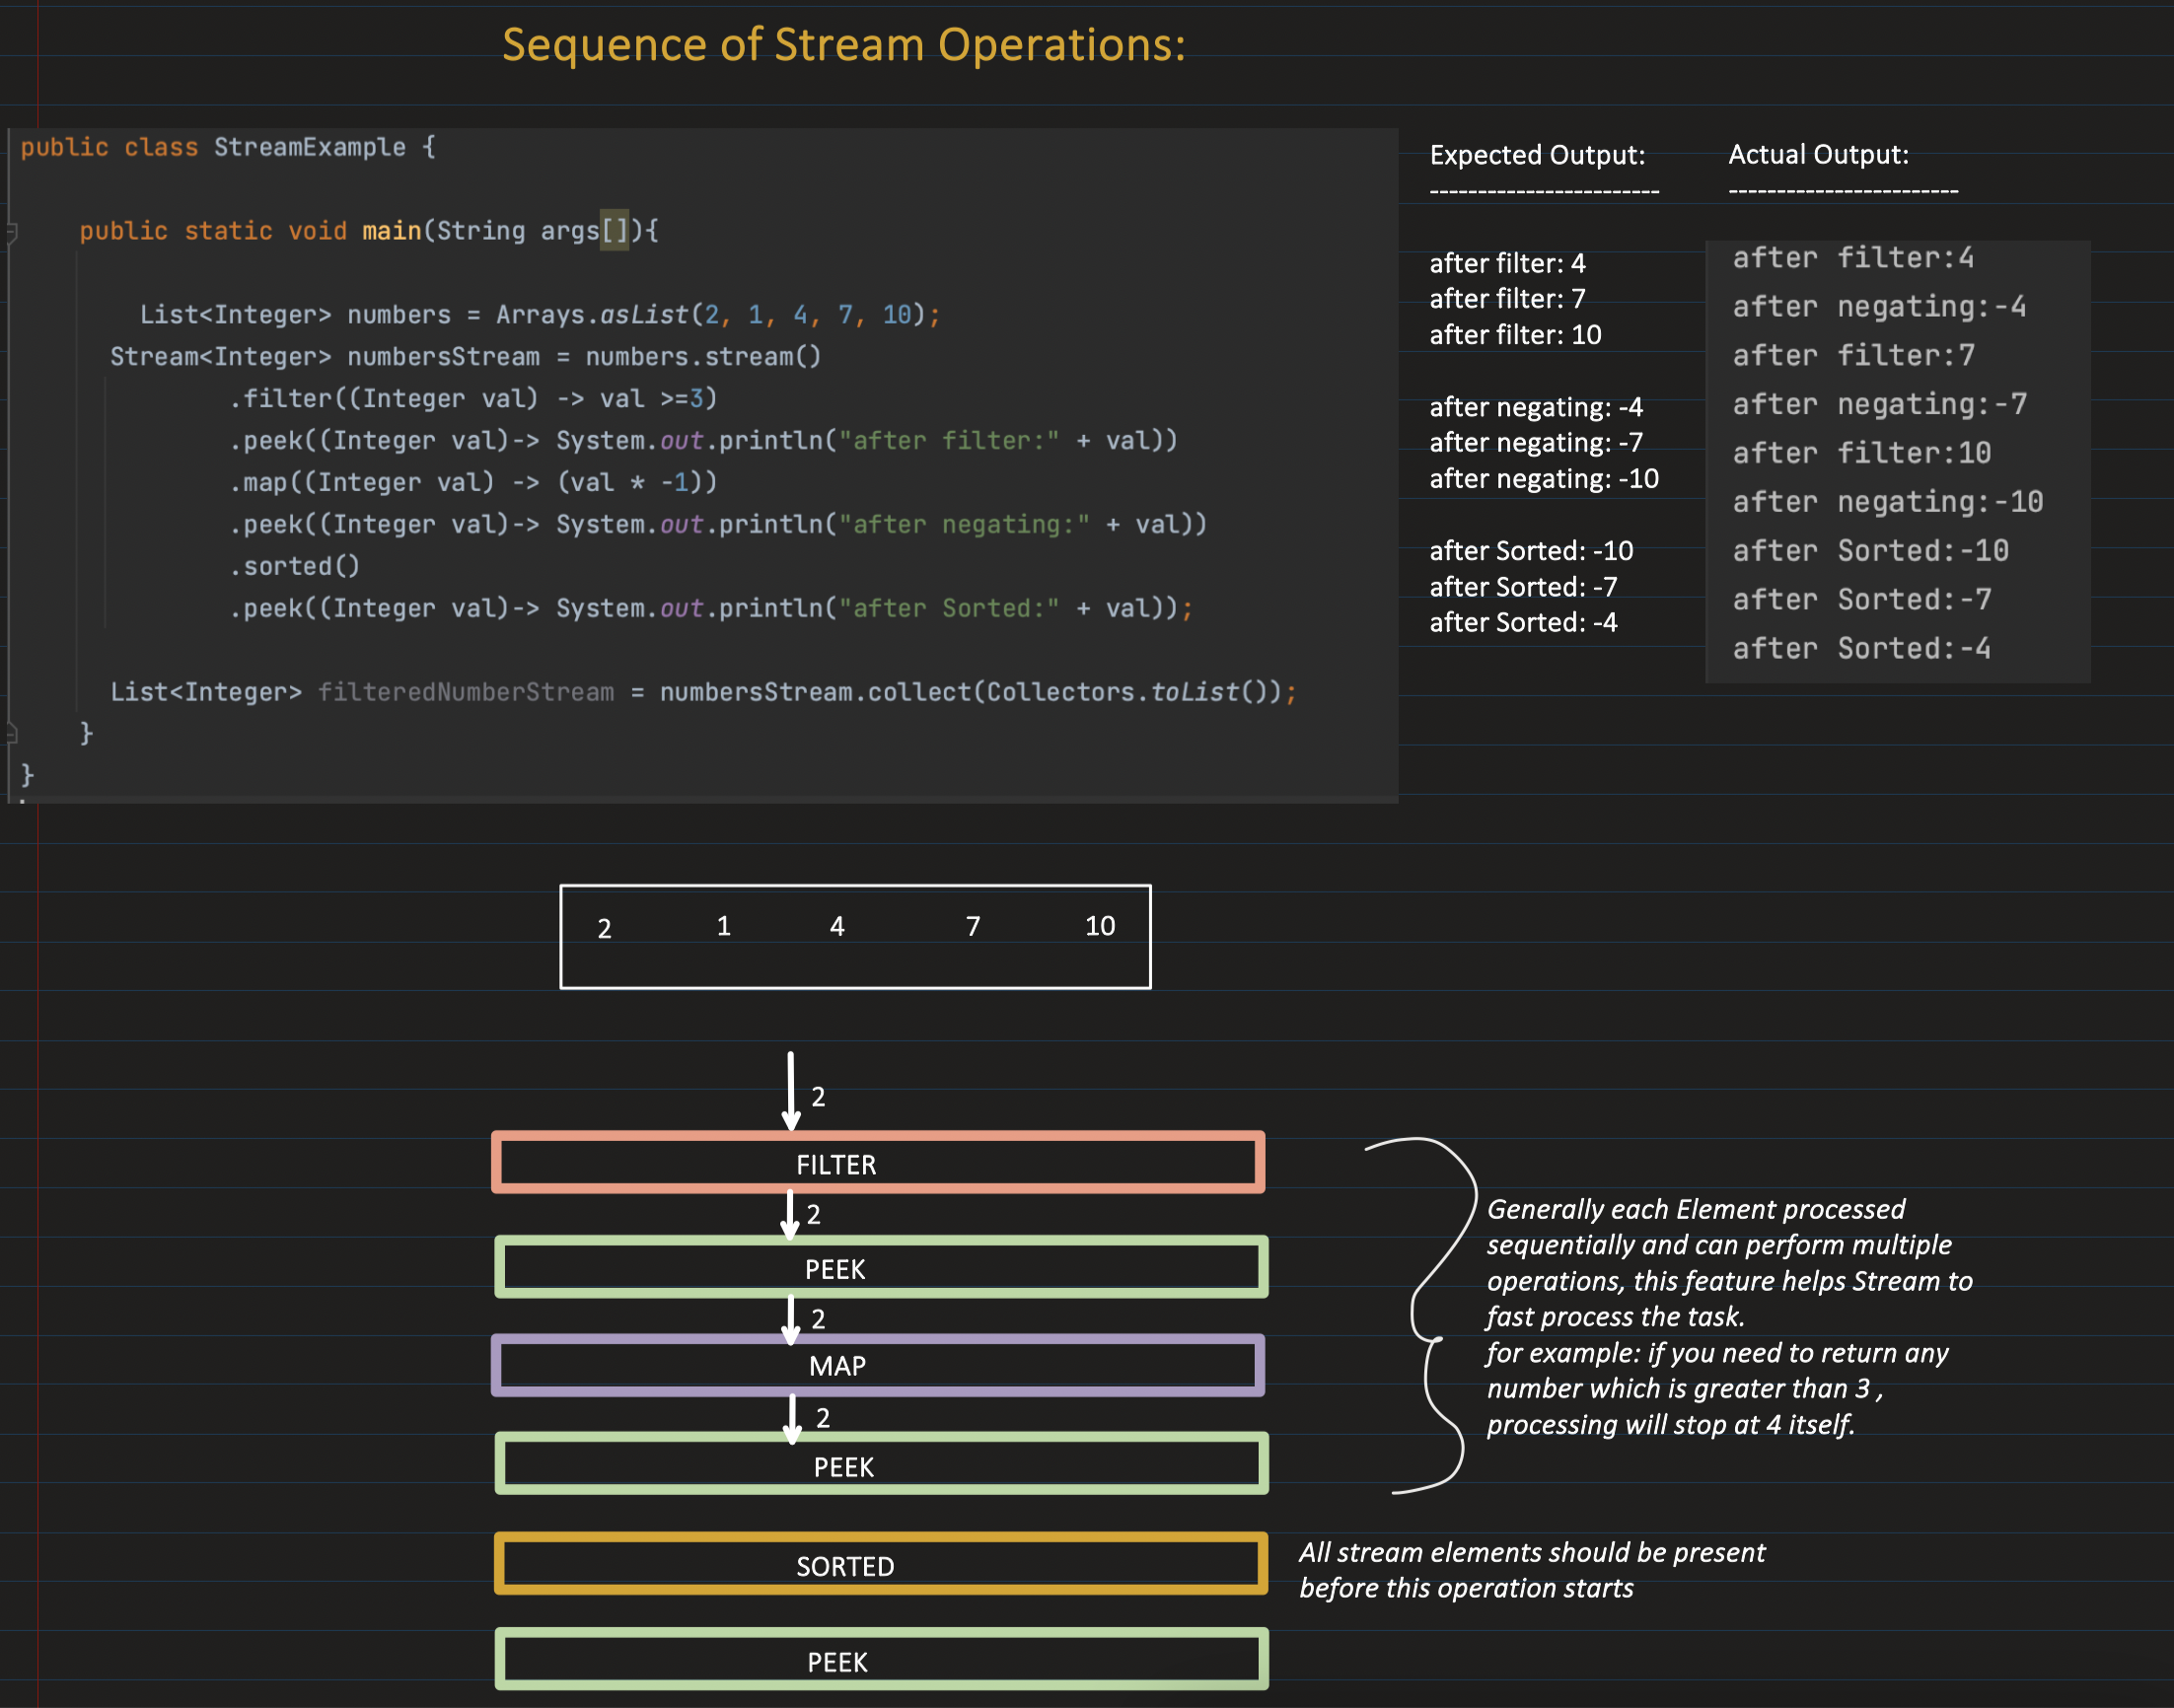 Sequence of Stream Operations:
public class StreamExample {
public static void main(String args[]){
List<Integer> numbers = Arrays.asList(2, 1, 4, 7, 10);
Stream<Integer> numbersStream = numbers.stream()
.filter((Integer val) -> val >=3)
.peek((Integer val)-> System.out.println("after filter:" + val))
.map((Integer val) -> (val * -1))
.peek((Integer val)-> System.out.println("after negating:" + val))
.sorted()
.peek((Integer val)-> System.out.println("after Sorted:" + val));
List<Integer> filteredNumberStream = numbersStream.collect(Collectors.toList());
}
}
Expected Output:
------------------------
after filter: 4
after filter: 7
after filter: 10
after negating: -4
after negating: -7
after negating: -10
after Sorted: -10
after Sorted: -7
after Sorted: -4
Actual Output:
------------------------
after filter:4
after negating:-4
after filter:7
after negating:-7
after filter:10
after negating:-10
after Sorted:-10
after Sorted:-7
after Sorted:-4
2 1 4 7 10
2
FILTER
2
PEEK
2
MAP
2
PEEK
SORTED
PEEK
Generally each Element processed
sequentially and can perform multiple
operations, this feature helps Stream to
fast process the task.
for example: if you need to return any
number which is greater than 3 ,
processing will stop at 4 itself.
All stream elements should be present
before this operation starts